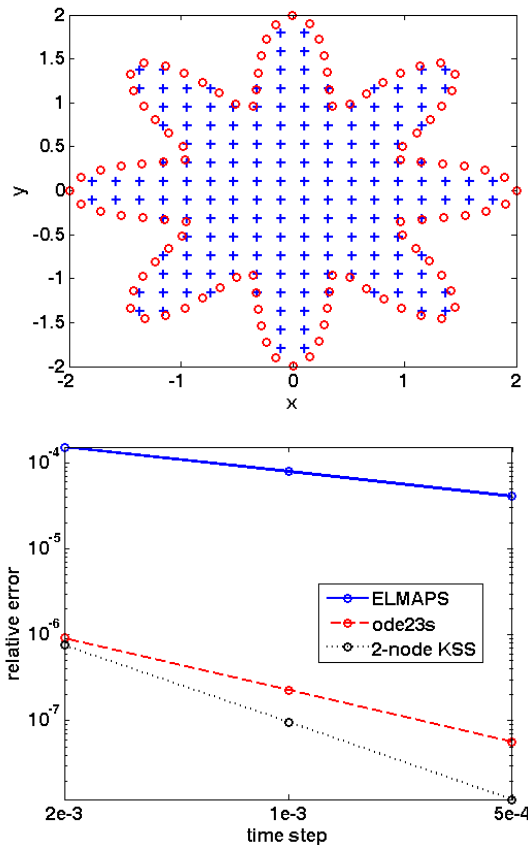 2
1.5
1
0.5
0
-0.5
-1
-1.5
-2
y
-2 -1 0 1 2
x
10^-4
10^-5
10^-6
10^-7
relative error
ELMAPS
ode23s
2-node KSS
2e-3 1e-3 5e-4
time step